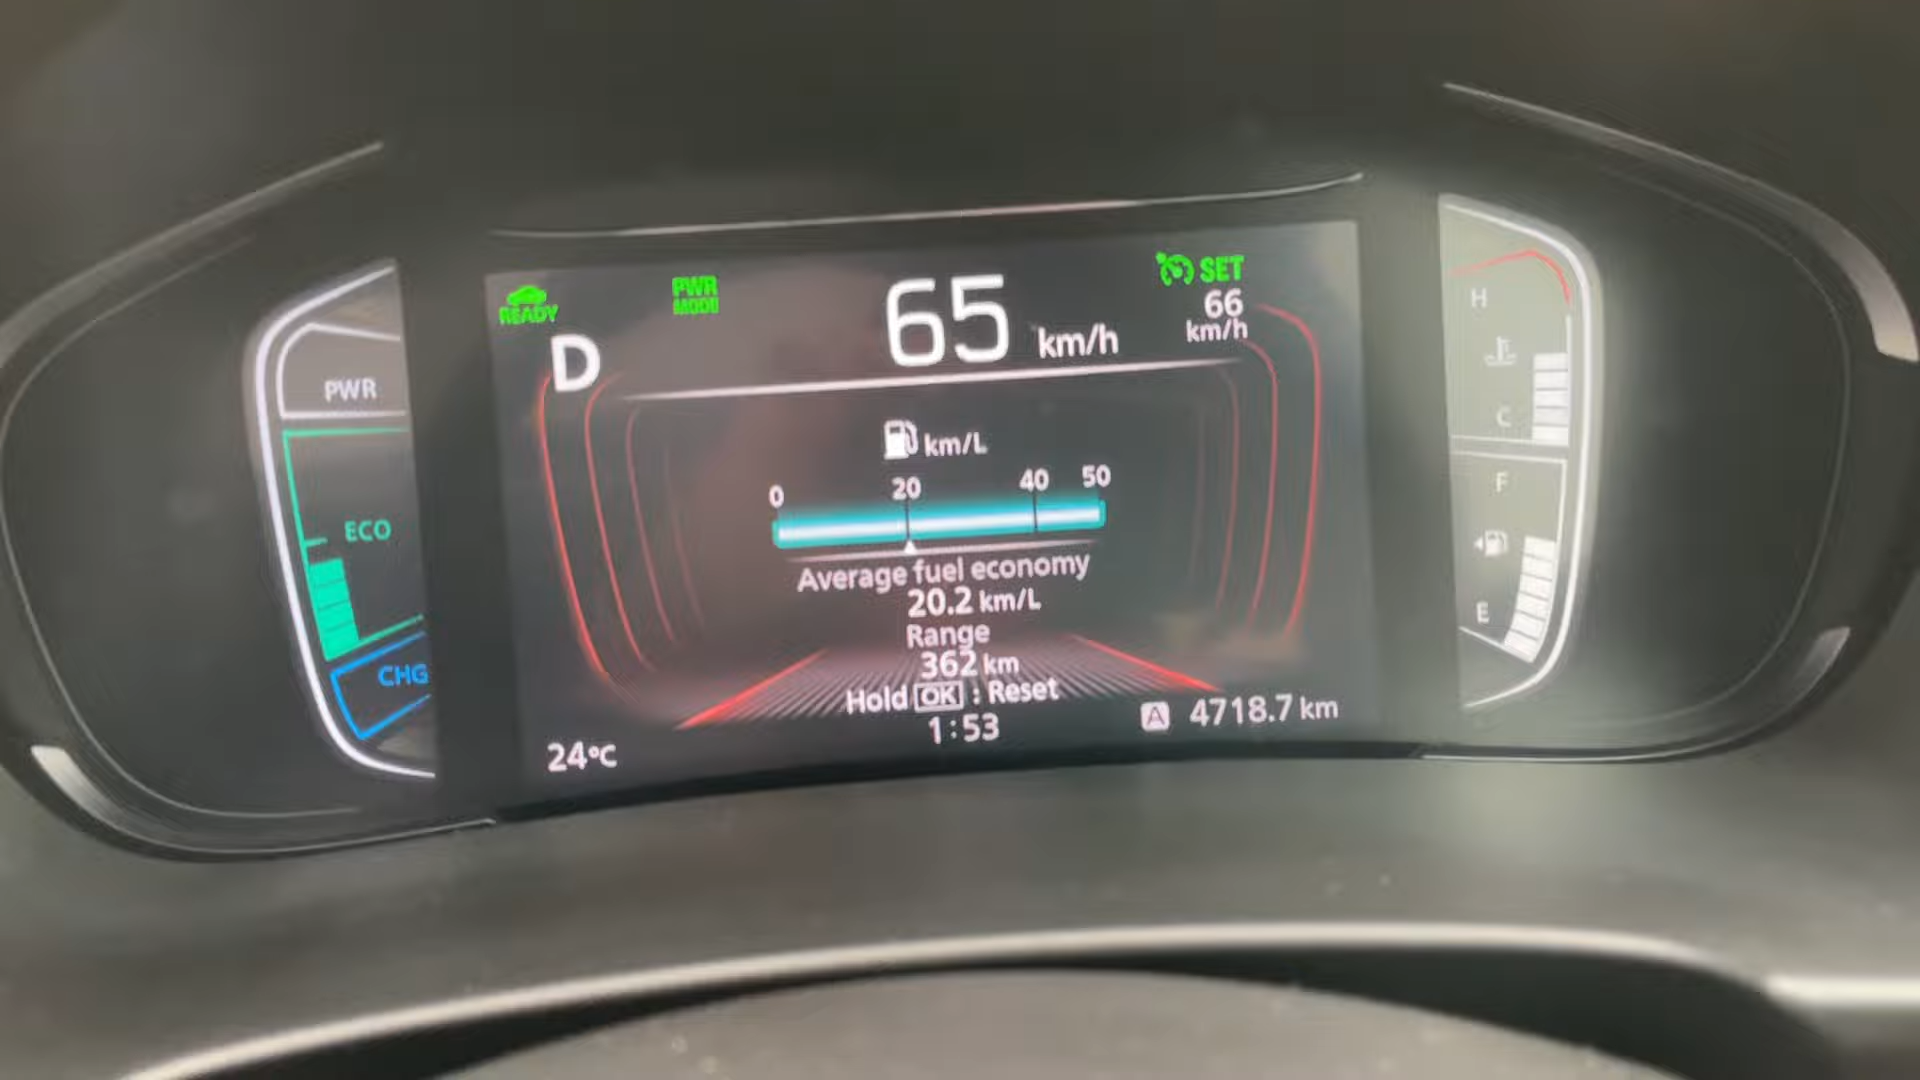 READY
PWR
MODE
D
65 km/h
SET
66
km/h
PWR
ECO
CHG
km/L
0 20 40 50
Average fuel economy
20.2 km/L
Range
362 km
Hold OK : Reset
1:53
24°C
A 4718.7 km
H
C
F
E